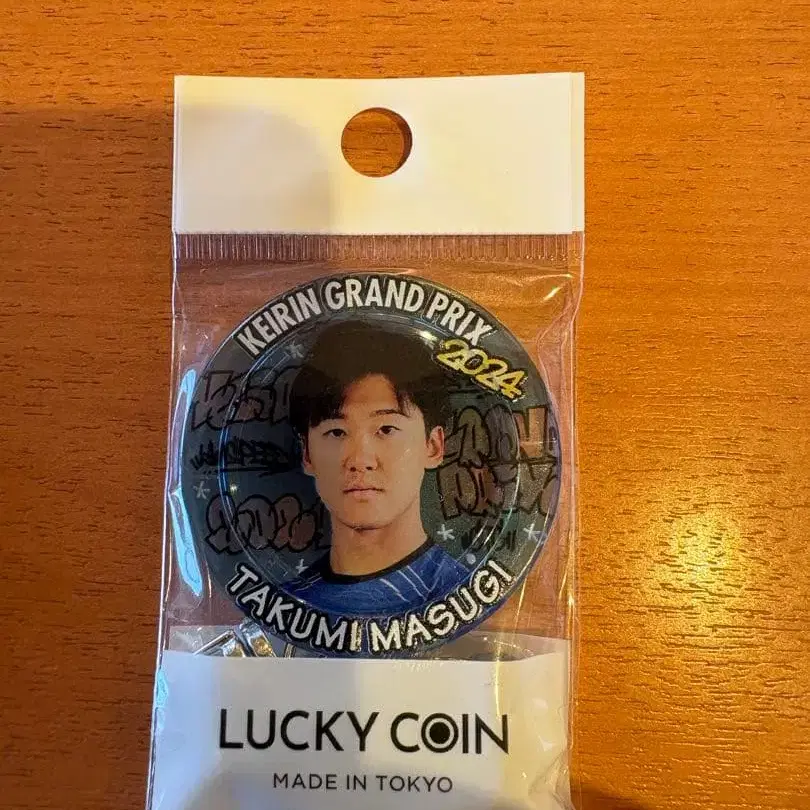 KEIRIN GRAND PRIX
2024
TAKUMI MASUGI
LUCKY COIN
MADE IN TOKYO